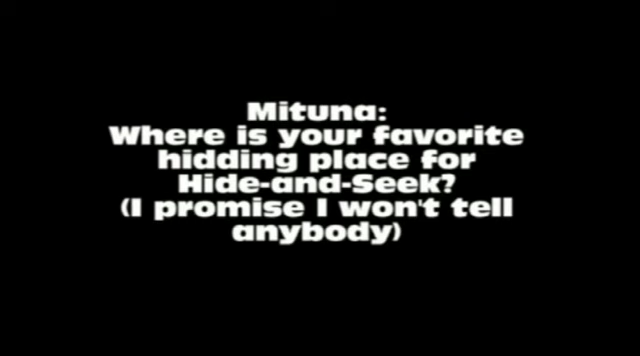 Mituna:
Where is your favorite
hidding place for
Hide-and-Seek?
(I promise I won't tell
anybody)